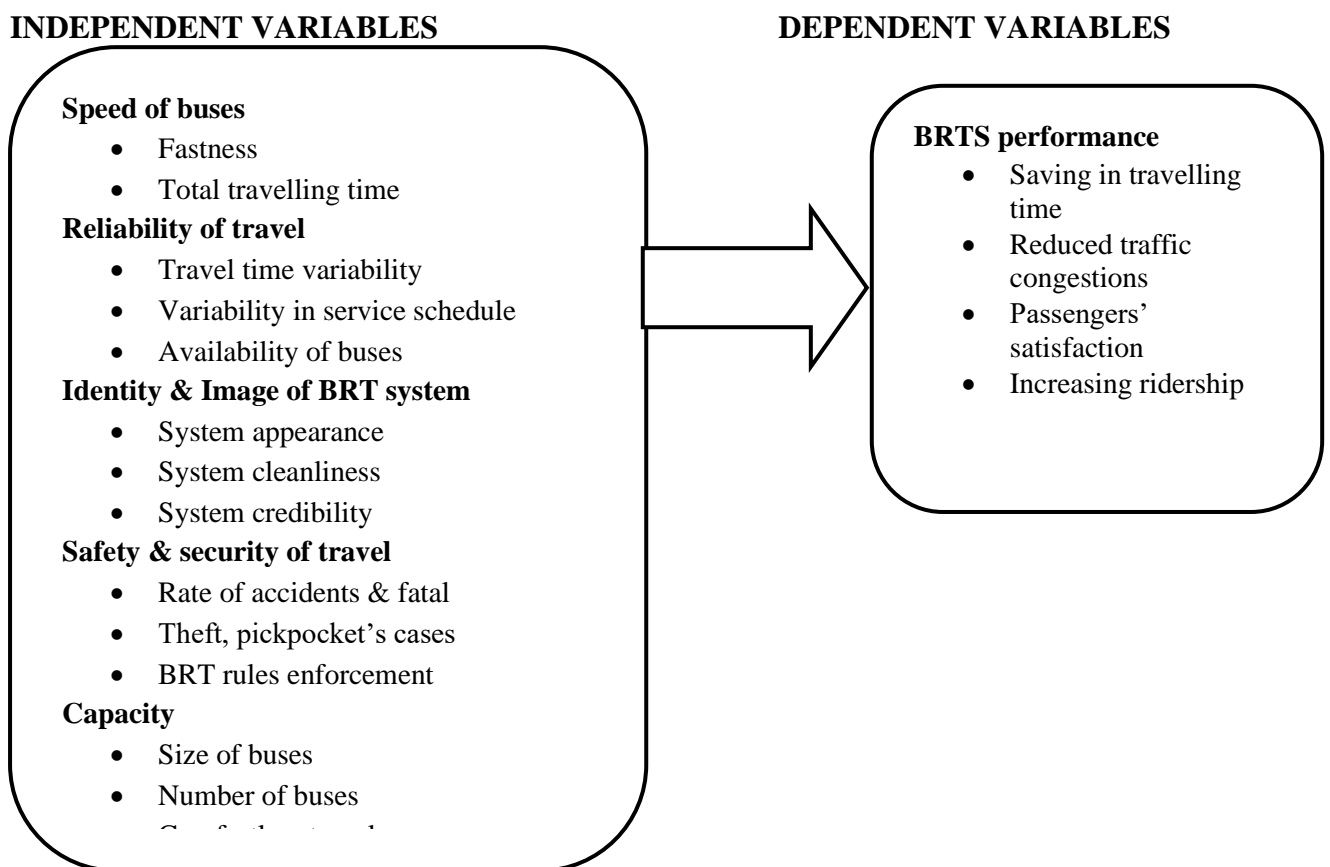 INDEPENDENT VARIABLES
Speed of buses
• Fastness
• Total travelling time
Reliability of travel
• Travel time variability
• Variability in service schedule
• Availability of buses
Identity & Image of BRT system
• System appearance
• System cleanliness
• System credibility
Safety & security of travel
• Rate of accidents & fatal
• Theft, pickpocket’s cases
• BRT rules enforcement
Capacity
• Size of buses
• Number of buses
DEPENDENT VARIABLES
BRTS performance
• Saving in travelling
time
• Reduced traffic
congestions
• Passengers’
satisfaction
• Increasing ridership